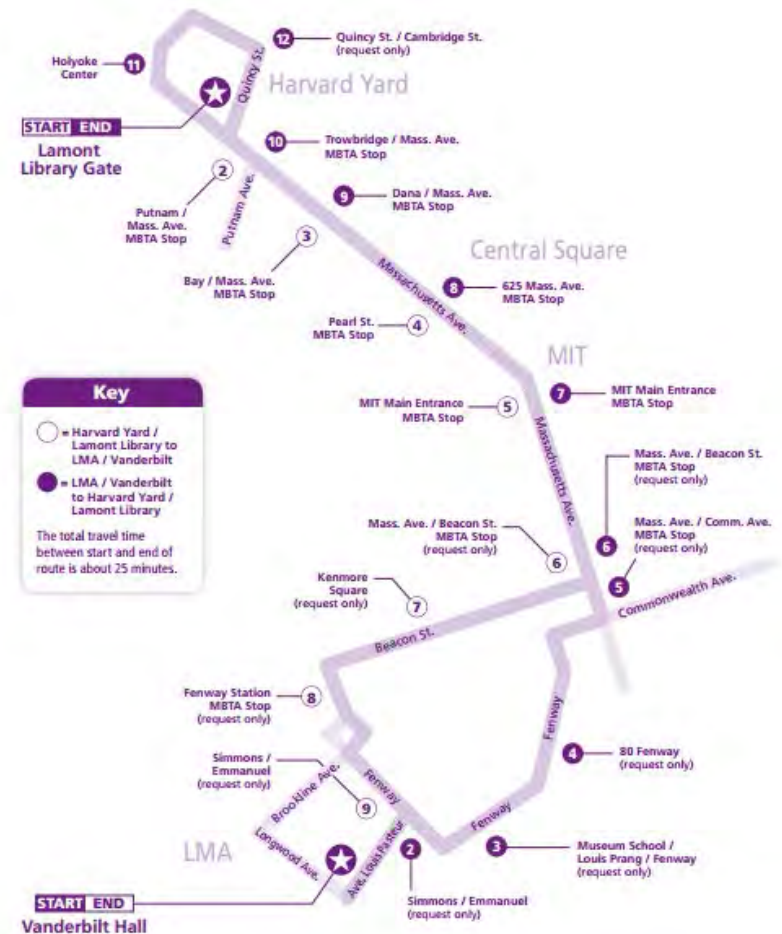 12
Quincy St. / Cambridge St.
(request only)
Holyoke
Center
11
Quincy St.
Harvard Yard
START END
Lamont
Library Gate
10
Trowbridge / Mass. Ave.
MBTA Stop
2
Putnam /
Mass. Ave.
MBTA Stop
Putnam Ave.
9
Dana / Mass. Ave.
MBTA Stop
3
Bay / Mass. Ave.
MBTA Stop
Central Square
Massachusetts Ave.
8
625 Mass. Ave.
MBTA Stop
Pearl St.
MBTA Stop
4
MIT
Key
= Harvard Yard /
Lamont Library to
LMA / Vanderbilt
= LMA / Vanderbilt
to Harvard Yard /
Lamont Library
The total travel time
between start and end of
route is about 25 minutes.
MIT Main Entrance
MBTA Stop
5
7
MIT Main Entrance
MBTA Stop
Massachusetts Ave.
Mass. Ave. / Beacon St.
MBTA Stop
(request only)
6
Mass. Ave. / Comm. Ave.
MBTA Stop
(request only)
5
Mass. Ave. / Beacon St.
MBTA Stop
(request only)
6
Commonwealth Ave.
Kenmore
Square
(request only)
7
Beacon St.
Fenway Station
MBTA Stop
(request only)
8
Fenway
4
80 Fenway
(request only)
Simmons /
Emmanuel
(request only)
9
Brookline Ave.
Fenway
Fenway
LMA
Longwood Ave.
Ave. Louis Pasteur
2
Simmons / Emmanuel
(request only)
3
Museum School /
Louis Prang / Fenway
(request only)
START END
Vanderbilt Hall